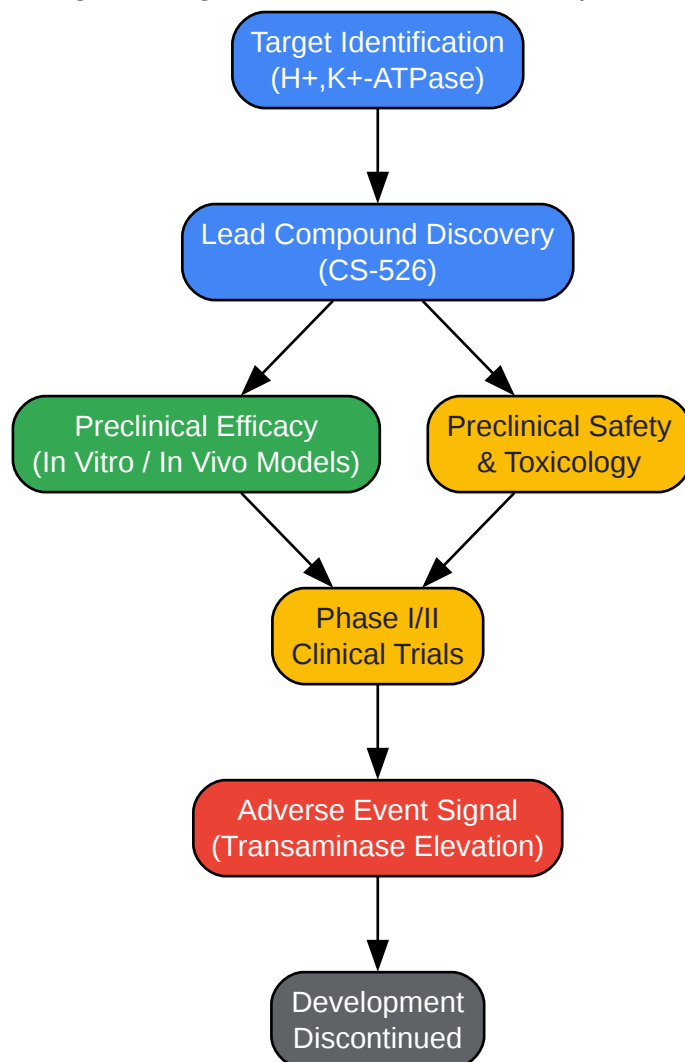 Target Identification
(H+,K+-ATPase)
Lead Compound Discovery
(CS-526)
Preclinical Efficacy
(In Vitro / In Vivo Models)
Preclinical Safety
& Toxicology
Phase I/II
Clinical Trials
Adverse Event Signal
(Transaminase Elevation)
Development
Discontinued